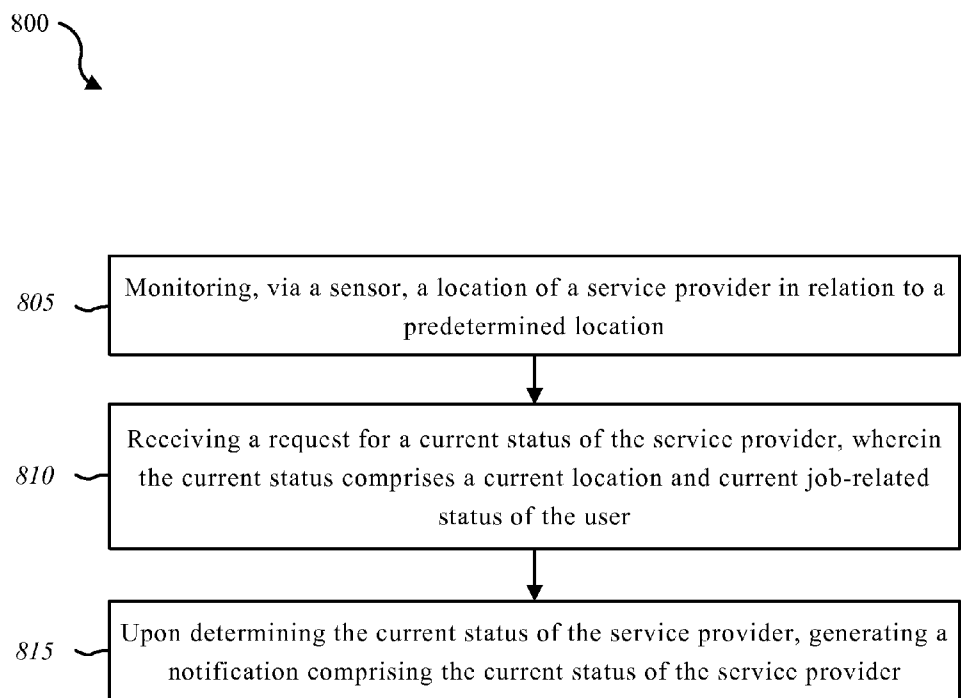 800
805
Monitoring, via a sensor, a location of a service provider in relation to a
predetermined location
810
Receiving a request for a current status of the service provider, wherein
the current status comprises a current location and current job-related
status of the user
815
Upon determining the current status of the service provider, generating a
notification comprising the current status of the service provider